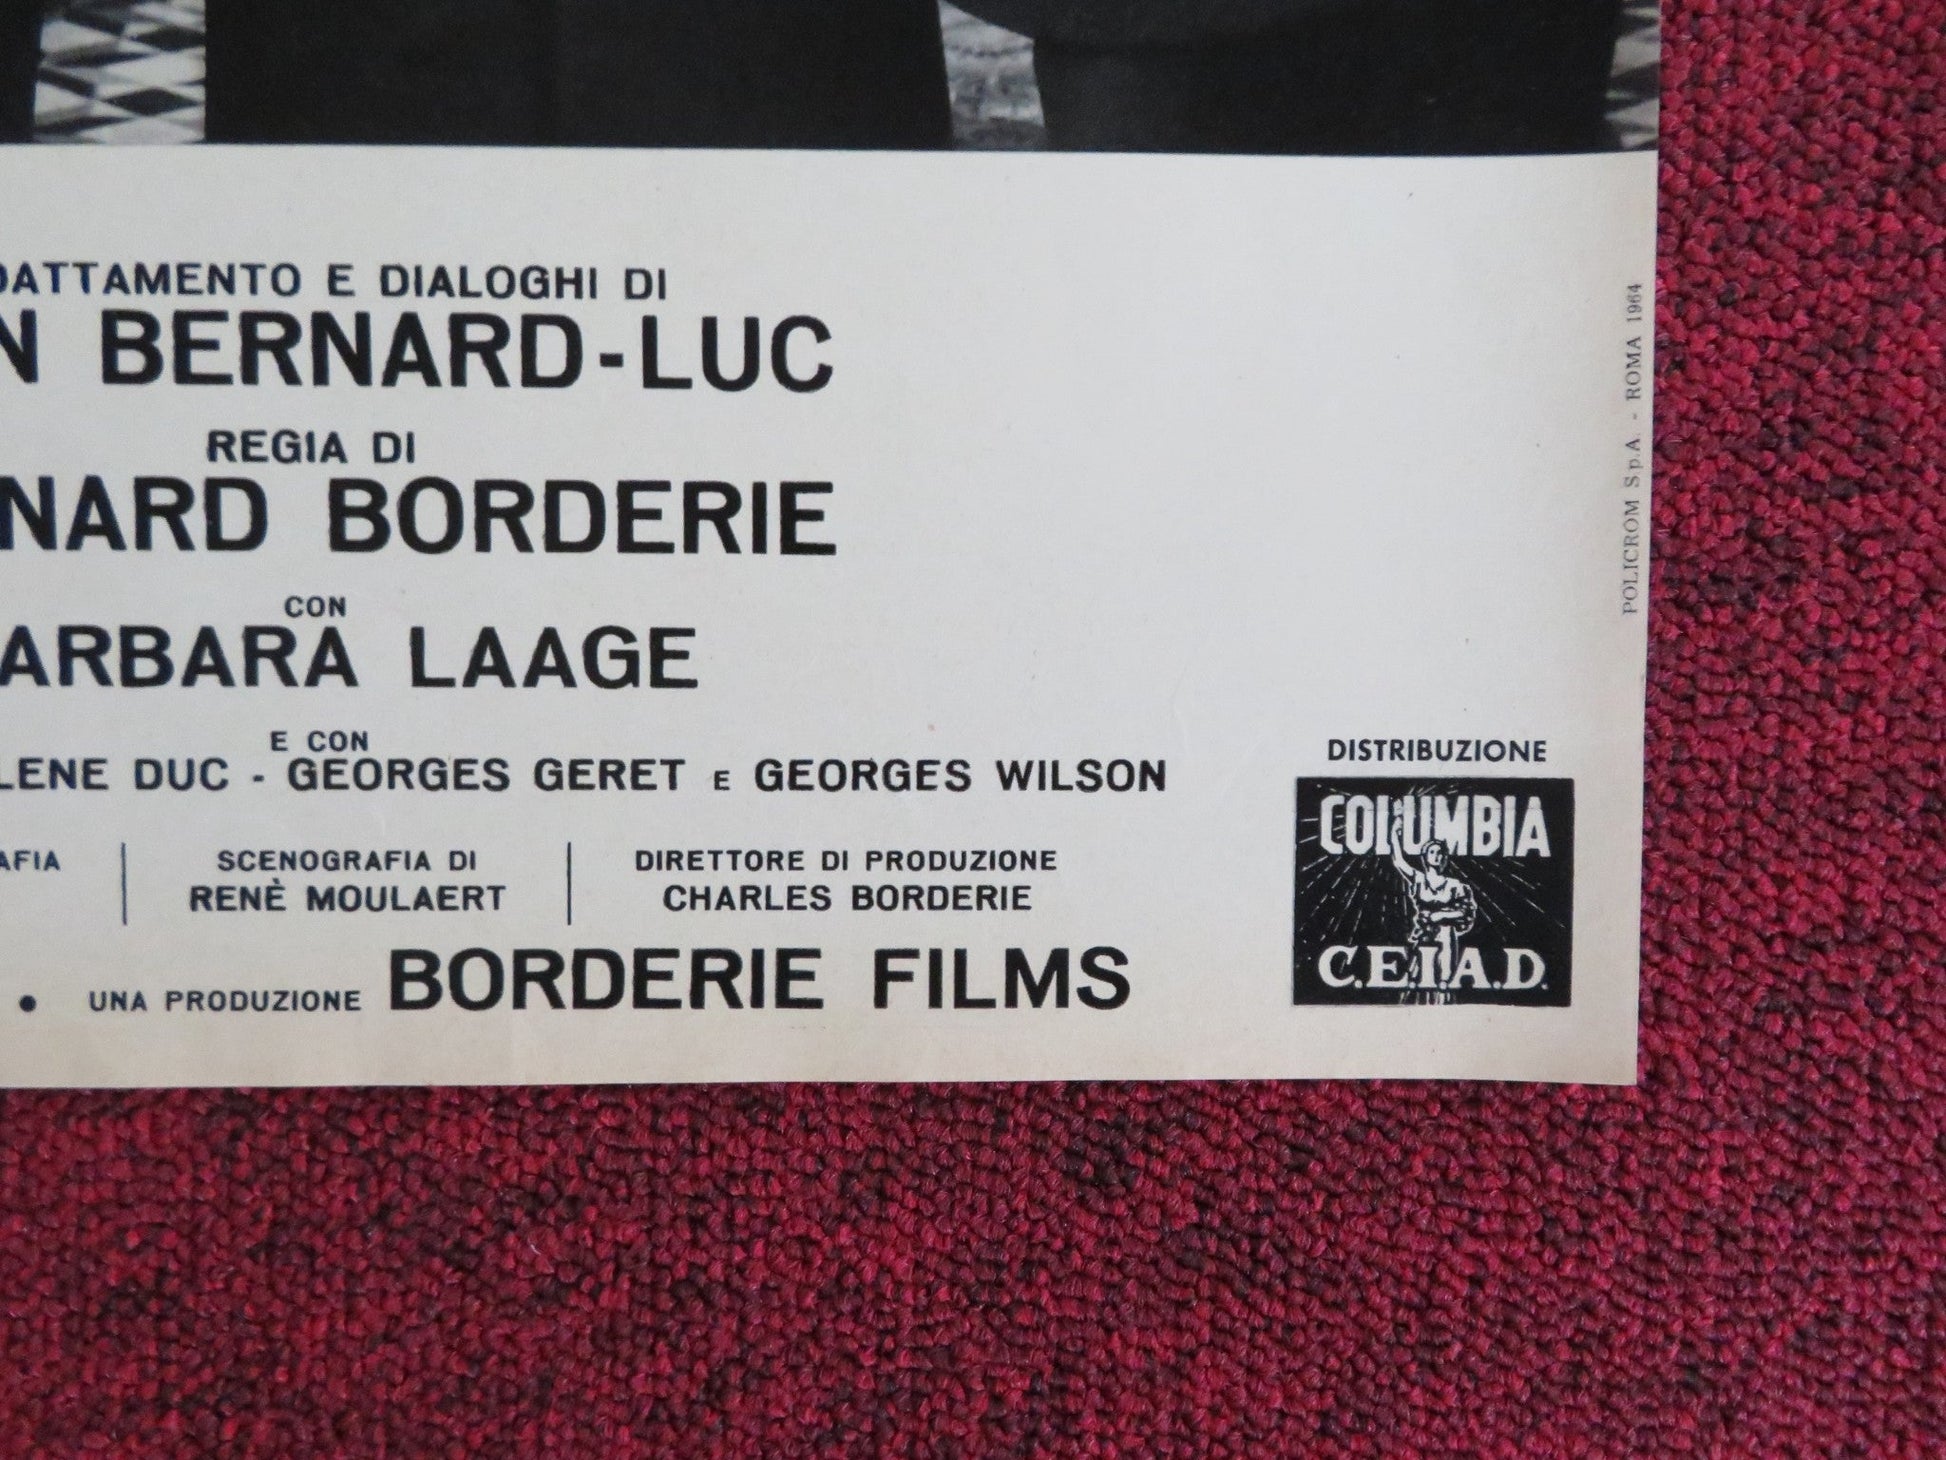 DATTAMENTO E DIALOGHI DI
N BERNARD-LUC
REGIA DI
NARD BORDERIE
CON
ARBARA LAAGE
E CON
LENE DUC - GEORGES GERET E GEORGES WILSON
AFIA
SCENOGRAFIA DI
RENÈ MOULAERT
DIRETTORE DI PRODUZIONE
CHARLES BORDERIE
• UNA PRODUZIONE BORDERIE FILMS
DISTRIBUZIONE
COLUMBIA
C.E.I.A.D.
POLICROM S.p.A. - ROMA 1964